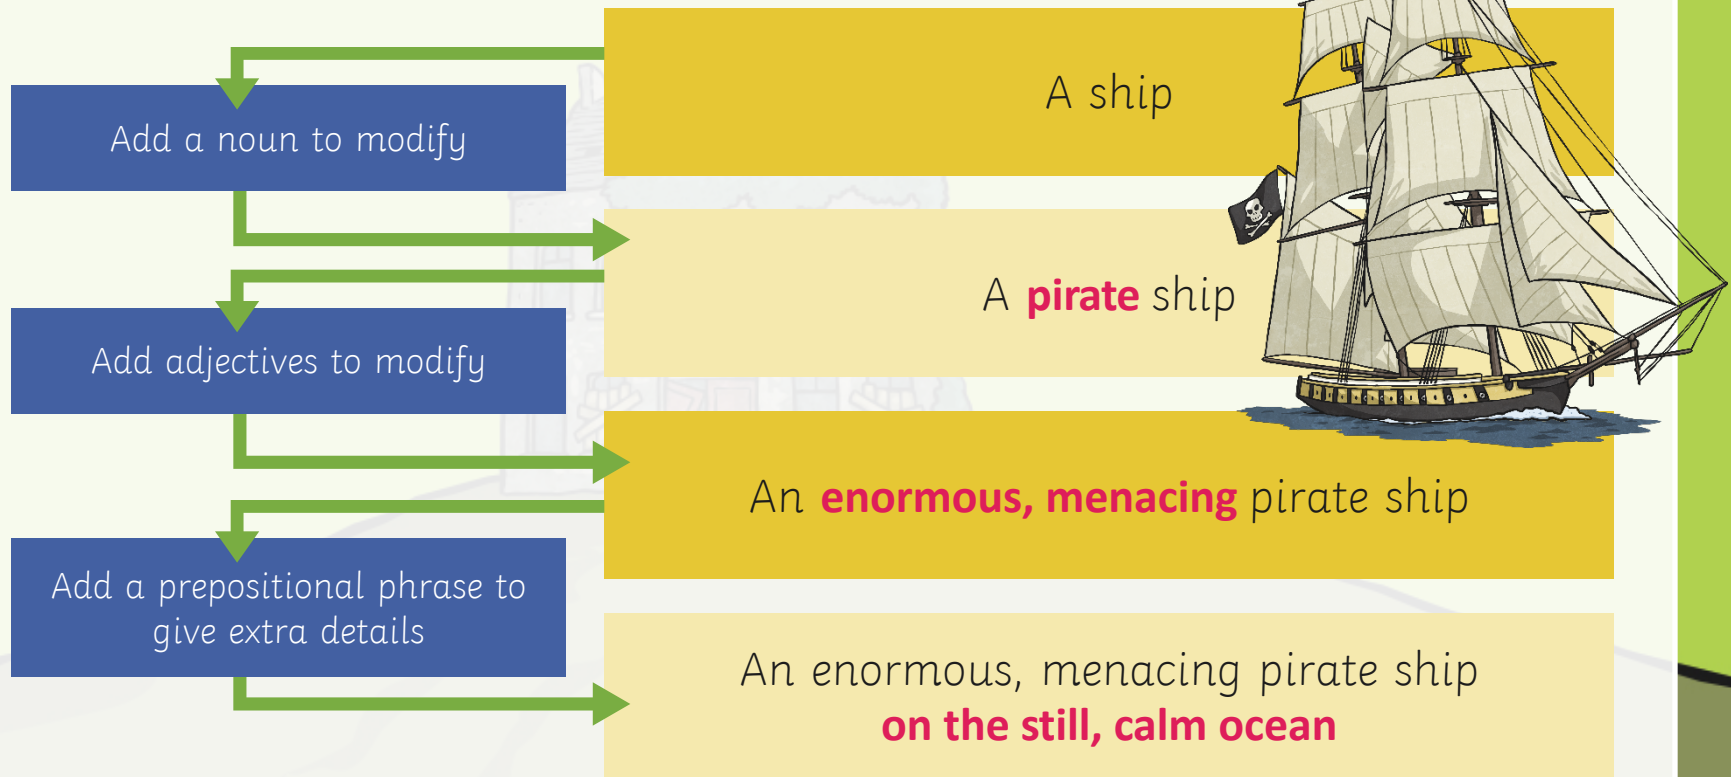 A ship
Add a noun to modify
A pirate ship
Add adjectives to modify
An enormous, menacing pirate ship
Add a prepositional phrase to
give extra details
An enormous, menacing pirate ship
on the still, calm ocean